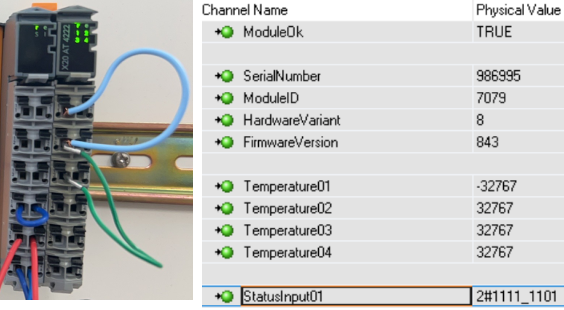 X20 AT 4222
Channel Name Physical Value
ModuleOk TRUE
SerialNumber 986995
ModuleID 7079
HardwareVariant 8
FirmwareVersion 843
Temperature01 -32767
Temperature02 32767
Temperature03 32767
Temperature04 32767
StatusInput01 2#1111_1101